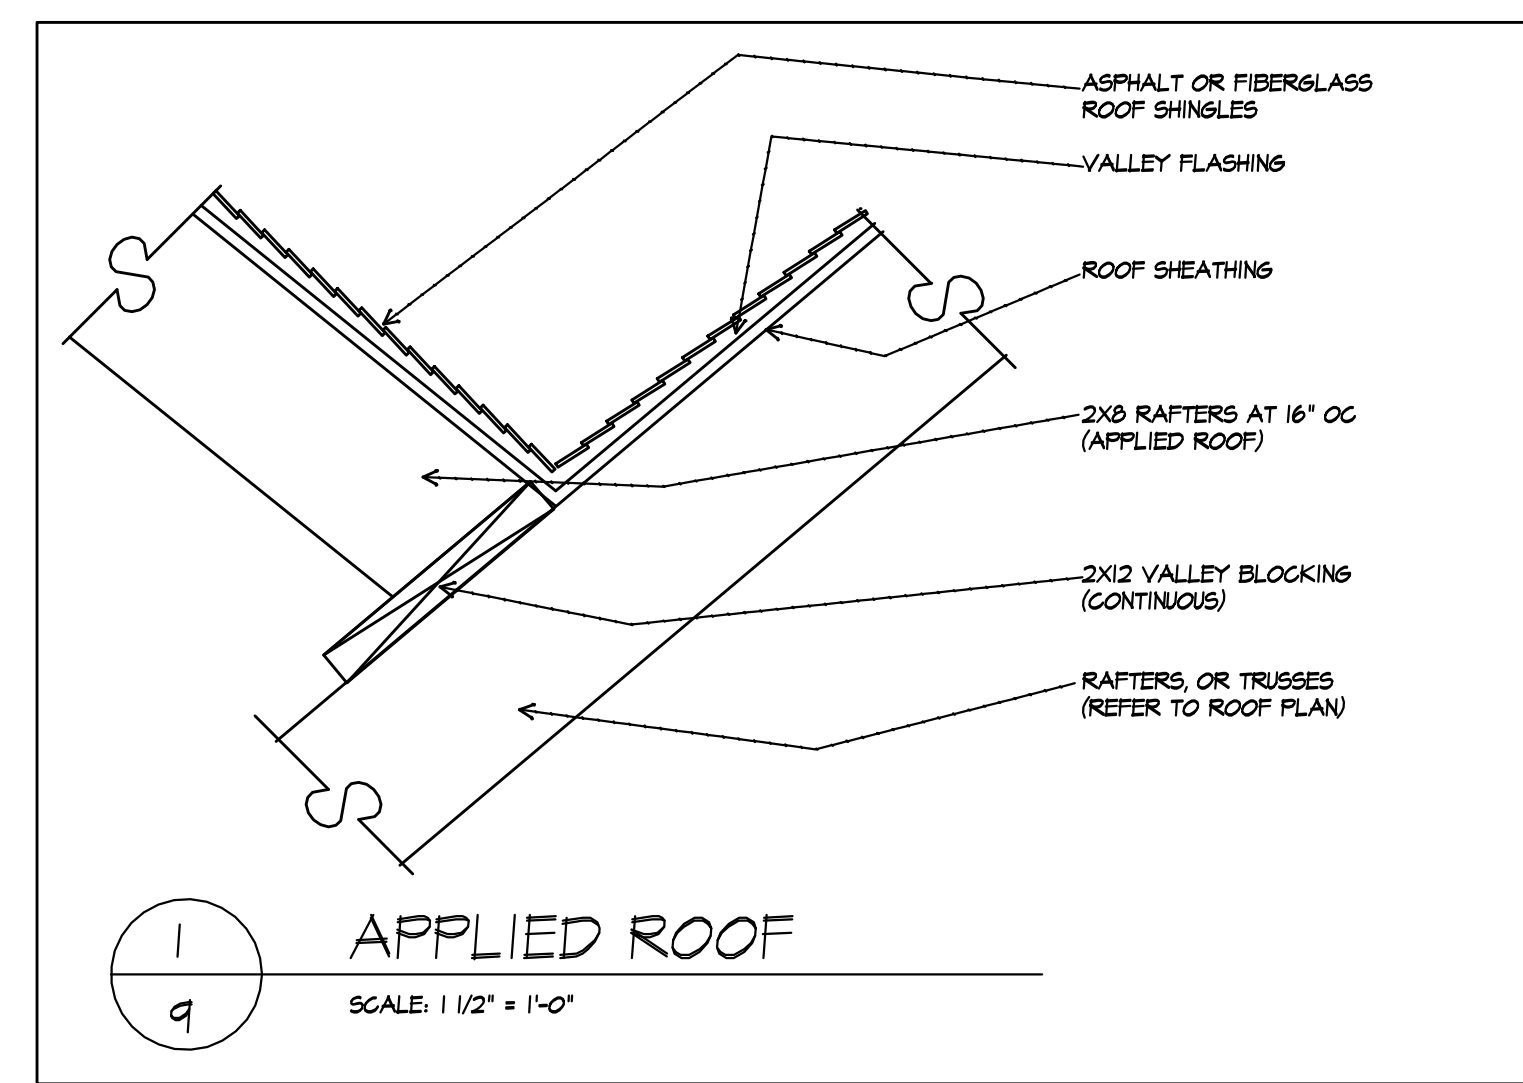 ASPHALT OR FIBERGLASS
ROOF SHINGLES
VALLEY FLASHING
ROOF SHEATHING
2X8 RAFTERS AT 16" OC
(APPLIED ROOF)
2X12 VALLEY BLOCKING
(CONTINUOUS)
RAFTERS, OR TRUSSES
(REFER TO ROOF PLAN)
1
9
APPLIED ROOF
SCALE: 1 1/2" = 1'-0"